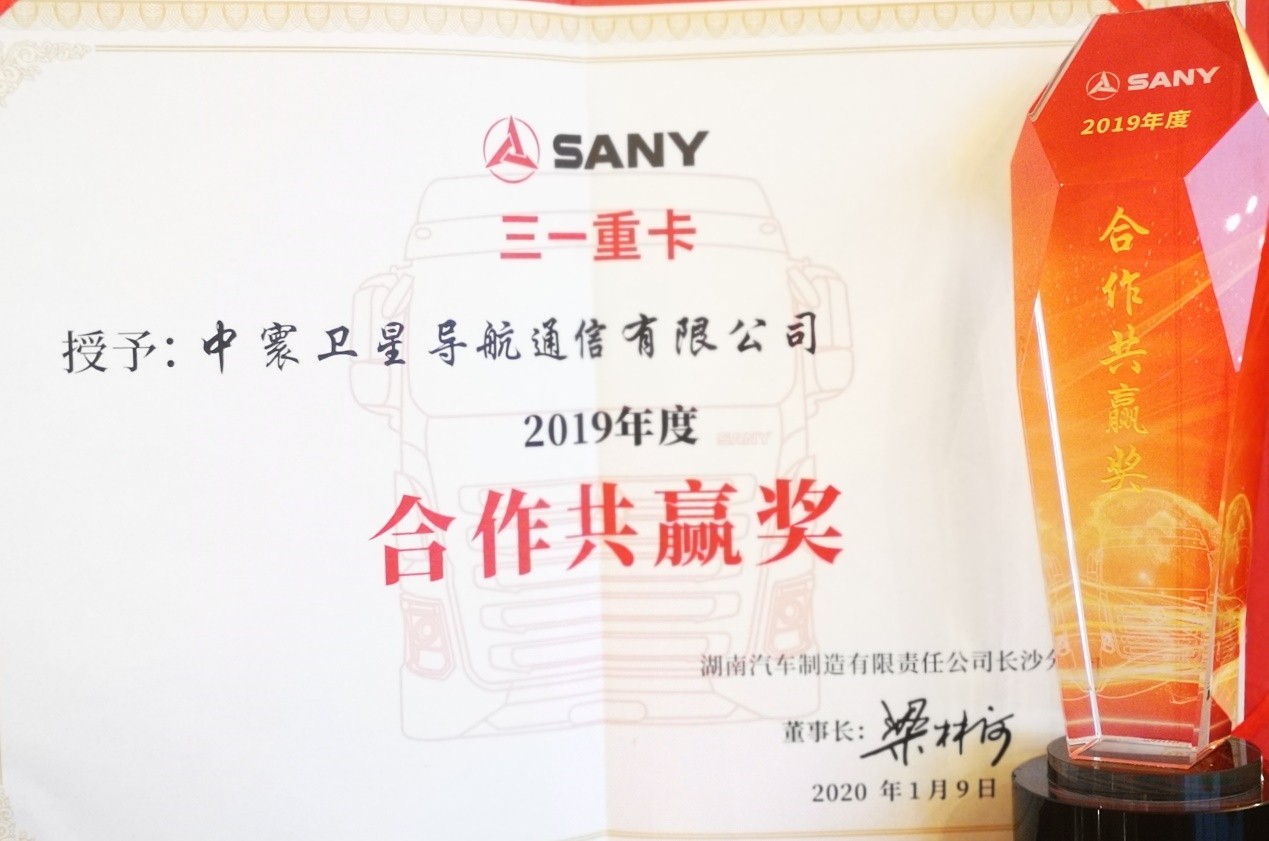 SANY
三一重卡
授予：中寰卫星导航通信有限公司
2019年度
SANY
合作共赢奖
湖南汽车制造有限责任公司长沙
董事长：梁林河
2020 年1月9日
SANY
2019年度
合作共赢奖